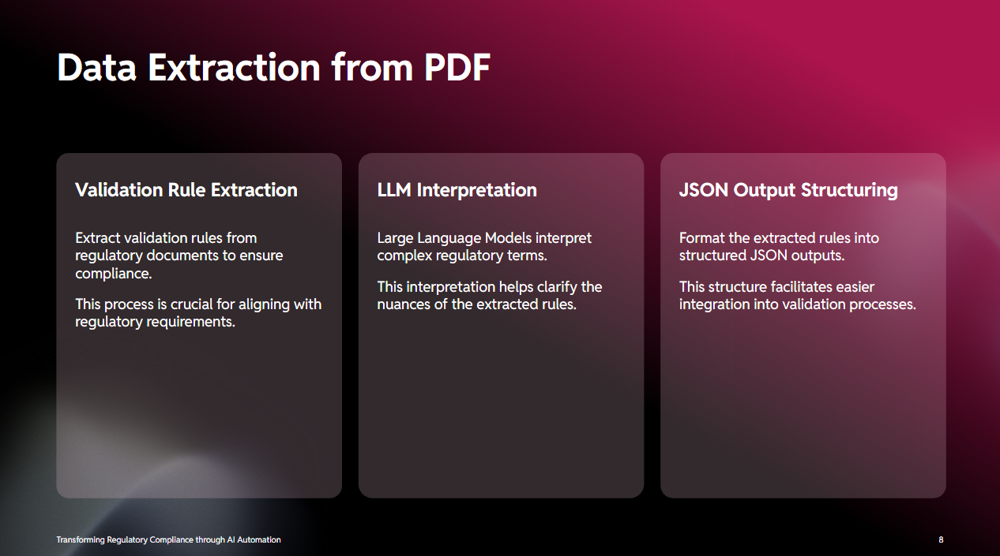 Data Extraction from PDF
Validation Rule Extraction
Extract validation rules from
regulatory documents to ensure
compliance.
This process is crucial for aligning with
regulatory requirements.
LLM Interpretation
Large Language Models interpret
complex regulatory terms.
This interpretation helps clarify the
nuances of the extracted rules.
JSON Output Structuring
Format the extracted rules into
structured JSON outputs.
This structure facilitates easier
integration into validation processes.
Transforming Regulatory Compliance through AI Automation
8